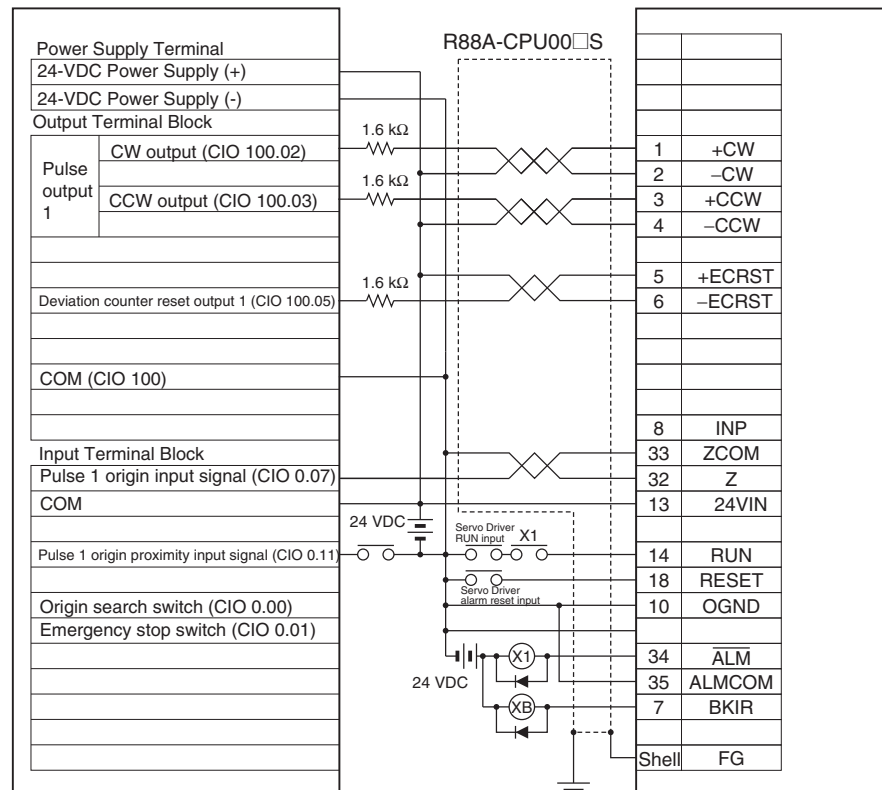 R88A-CPU00□S
Power Supply Terminal
24-VDC Power Supply (+)
24-VDC Power Supply (-)
Output Terminal Block
Pulse output 1
CW output (CIO 100.02)
CCW output (CIO 100.03)
1.6 kΩ
1.6 kΩ
1 +CW
2 −CW
3 +CCW
4 −CCW
Deviation counter reset output 1 (CIO 100.05)
1.6 kΩ
5 +ECRST
6 −ECRST
COM (CIO 100)
8 INP
Input Terminal Block
33 ZCOM
Pulse 1 origin input signal (CIO 0.07)
32 Z
COM
13 24VIN
24 VDC
Servo Driver
RUN input
X1
Pulse 1 origin proximity input signal (CIO 0.11)
14 RUN
18 RESET
Servo Driver
alarm reset input
Origin search switch (CIO 0.00)
10 OGND
Emergency stop switch (CIO 0.01)
24 VDC
X1
34 ALM
35 ALMCOM
XB
7 BKIR
Shell FG